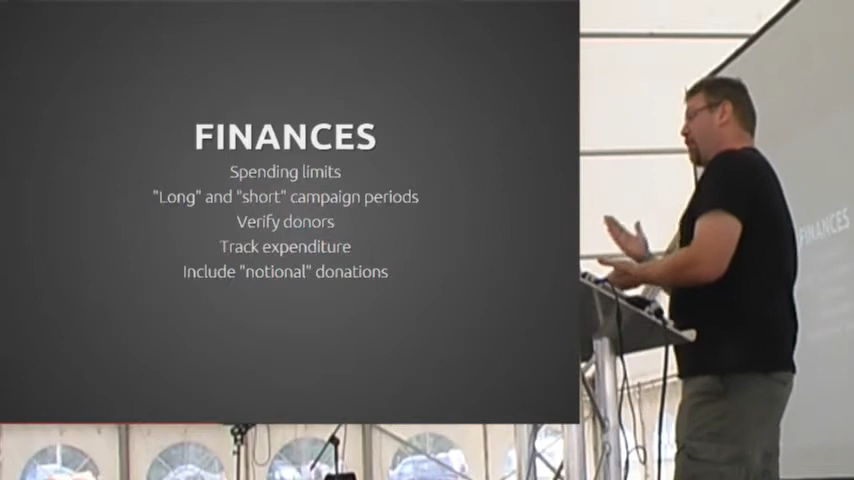 FINANCES
Spending limits
"Long" and "short" campaign periods
Verify donors
Track expenditure
Include "notional" donations
FINANCES